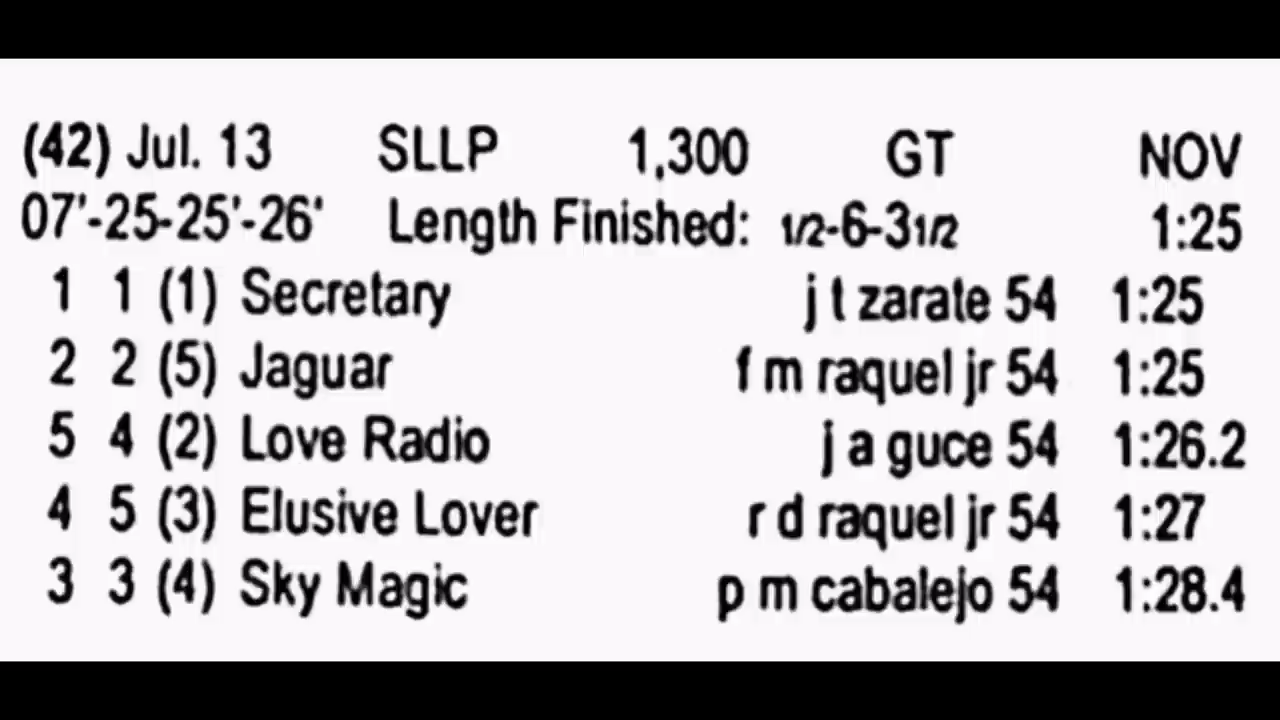 (42) Jul. 13 SLLP 1,300 GT NOV
07'-25-25'-26' Length Finished: 1/2-6-31/2 1:25
1 1 (1) Secretary j t zarate 54 1:25
2 2 (5) Jaguar f m raquel jr 54 1:25
5 4 (2) Love Radio j a guce 54 1:26.2
4 5 (3) Elusive Lover r d raquel jr 54 1:27
3 3 (4) Sky Magic p m cabalejo 54 1:28.4